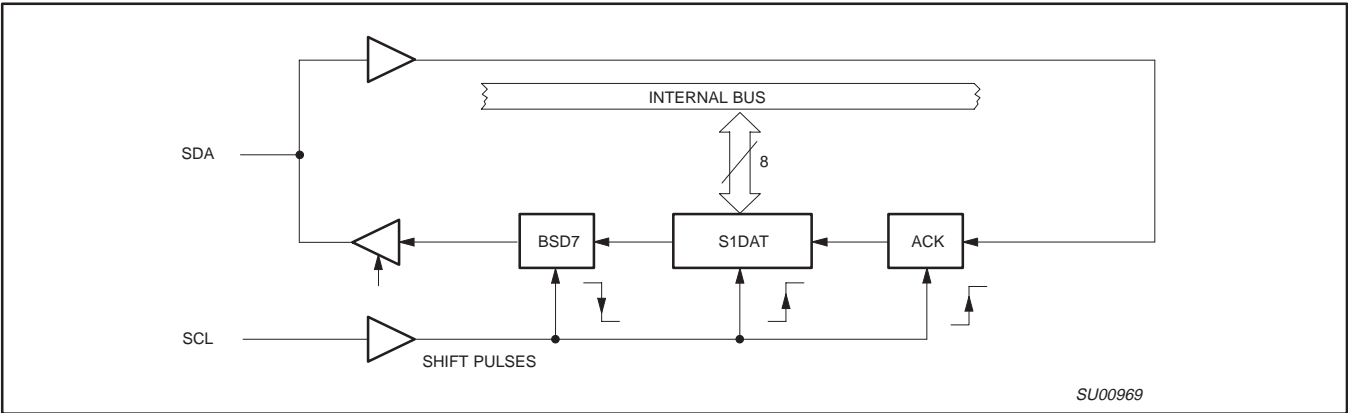 INTERNAL BUS
SDA
8
BSD7
S1DAT
ACK
SCL
SHIFT PULSES
SU00969